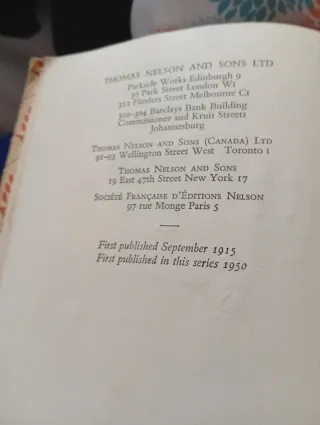 THOMAS NELSON AND SONS LTD
Parkside Works Edinburgh 9
36 Park Street London W1
312 Flinders Street Melbourne C1
302-304 Barclays Bank Building
Commissioner and Kruis Streets
Johannesburg
THOMAS NELSON AND SONS (CANADA) LTD
91-93 Wellington Street West Toronto 1
THOMAS NELSON AND SONS
19 East 47th Street New York 17
SOCIÉTÉ FRANÇAISE D'ÉDITIONS NELSON
97 rue Monge Paris 5
First published September 1915
First published in this series 1950